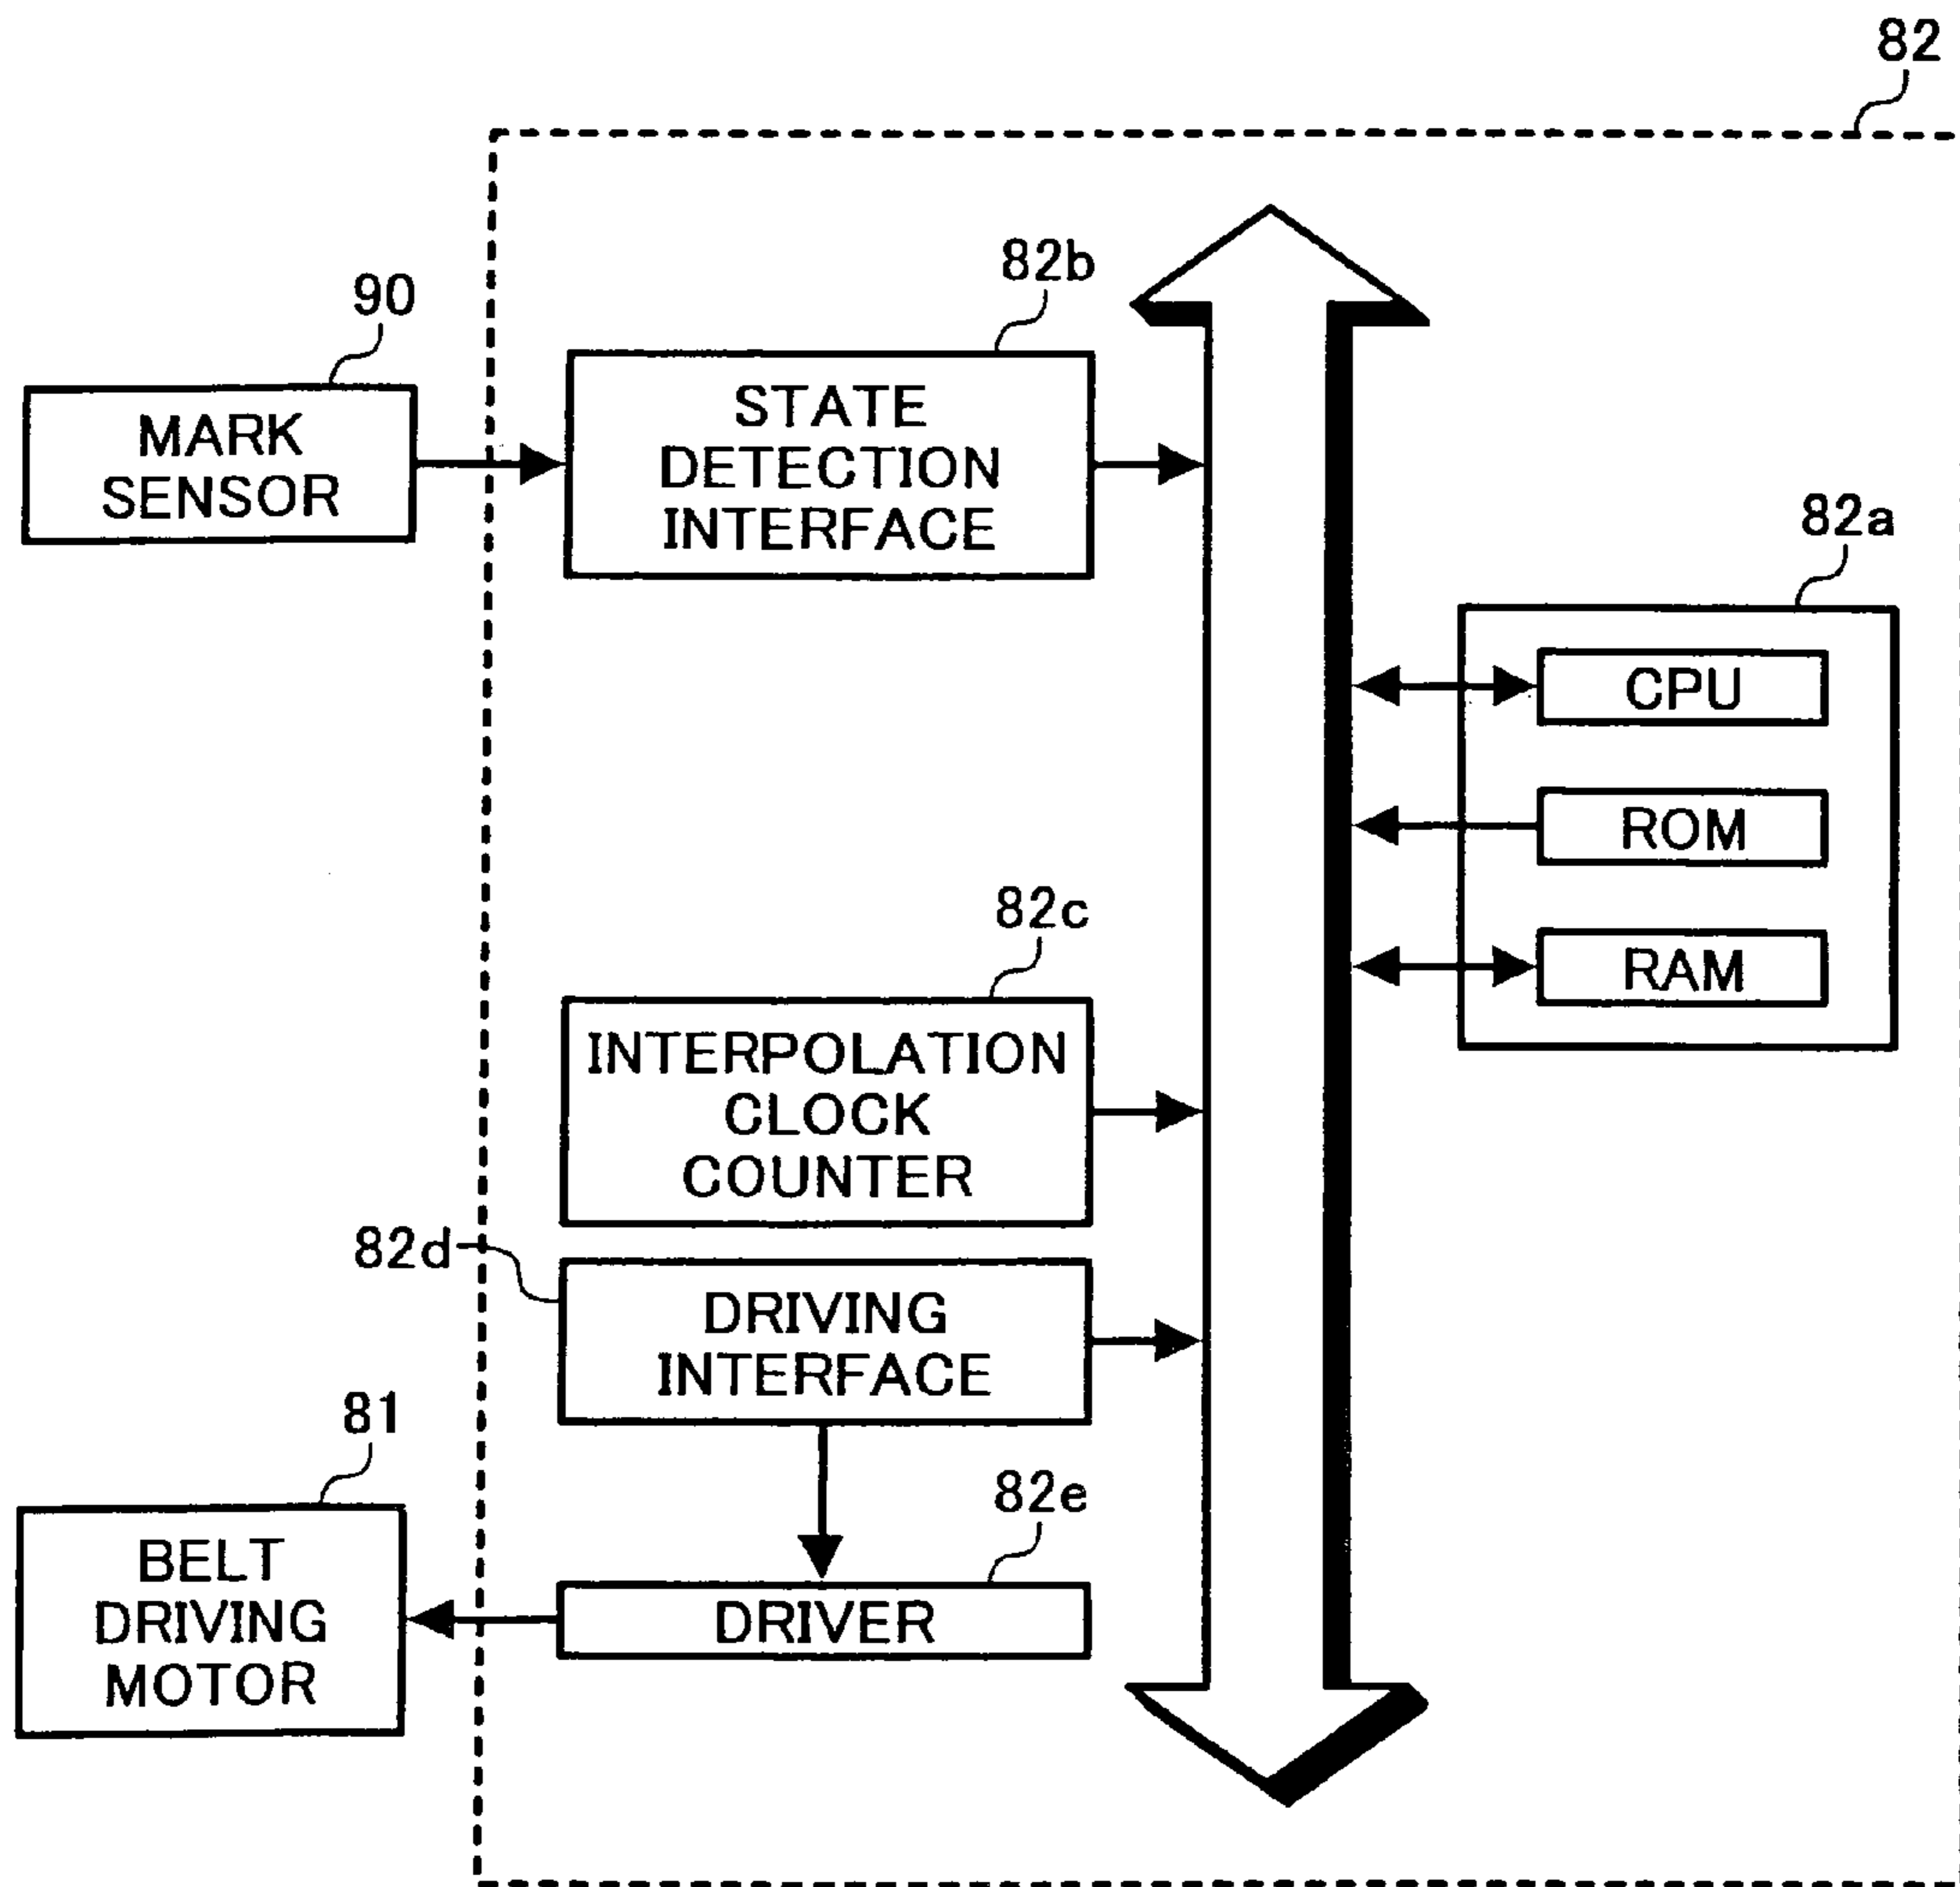 82
82b
90
STATE
DETECTION
INTERFACE
MARK
SENSOR
82a
CPU
ROM
RAM
82c
INTERPOLATION
CLOCK
COUNTER
82d
DRIVING
INTERFACE
81
82e
BELT
DRIVING
MOTOR
DRIVER